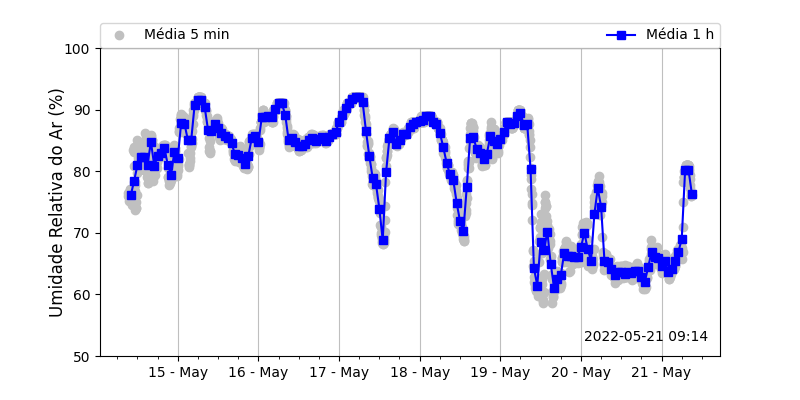 Média 5 min    Média 1 h
Umidade Relativa do Ar (%)
100
90
80
70
60
50
2022-05-21 09:14
15 - May    16 - May    17 - May    18 - May    19 - May    20 - May    21 - May